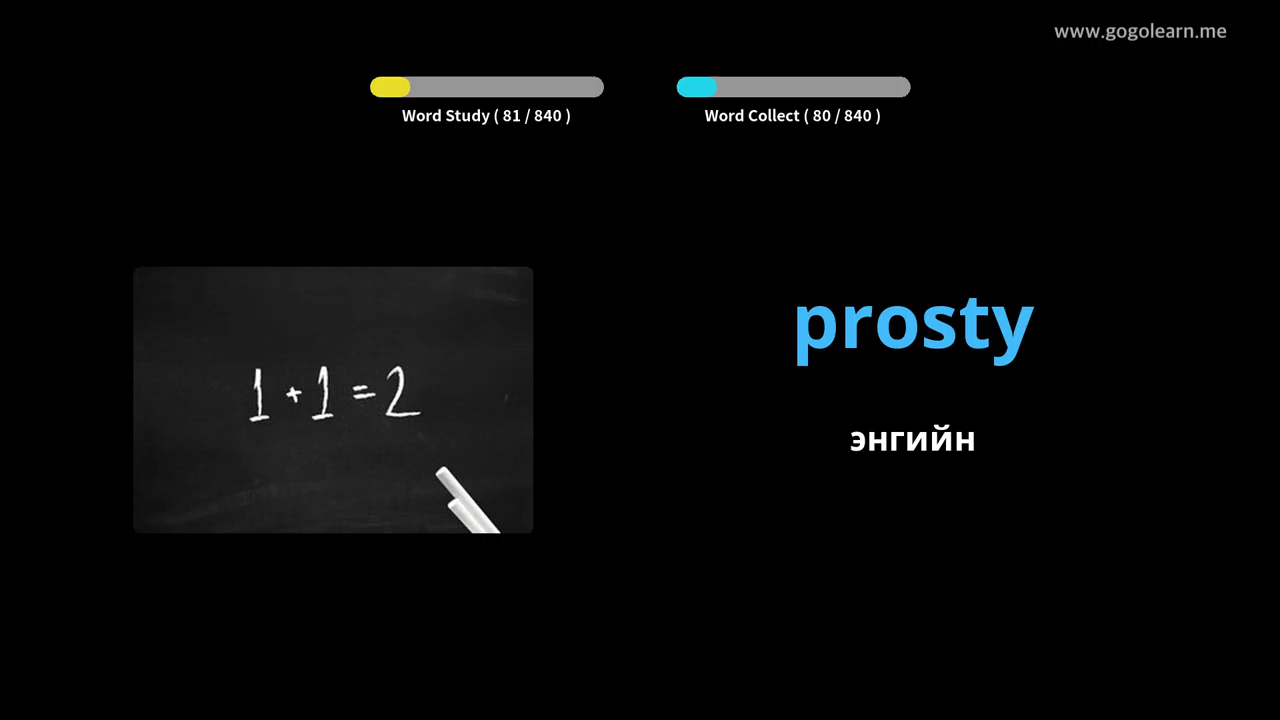 www.gogolearn.me
Word Study ( 81 / 840 )
Word Collect ( 80 / 840 )
1 + 1 = 2
prosty
энгийн